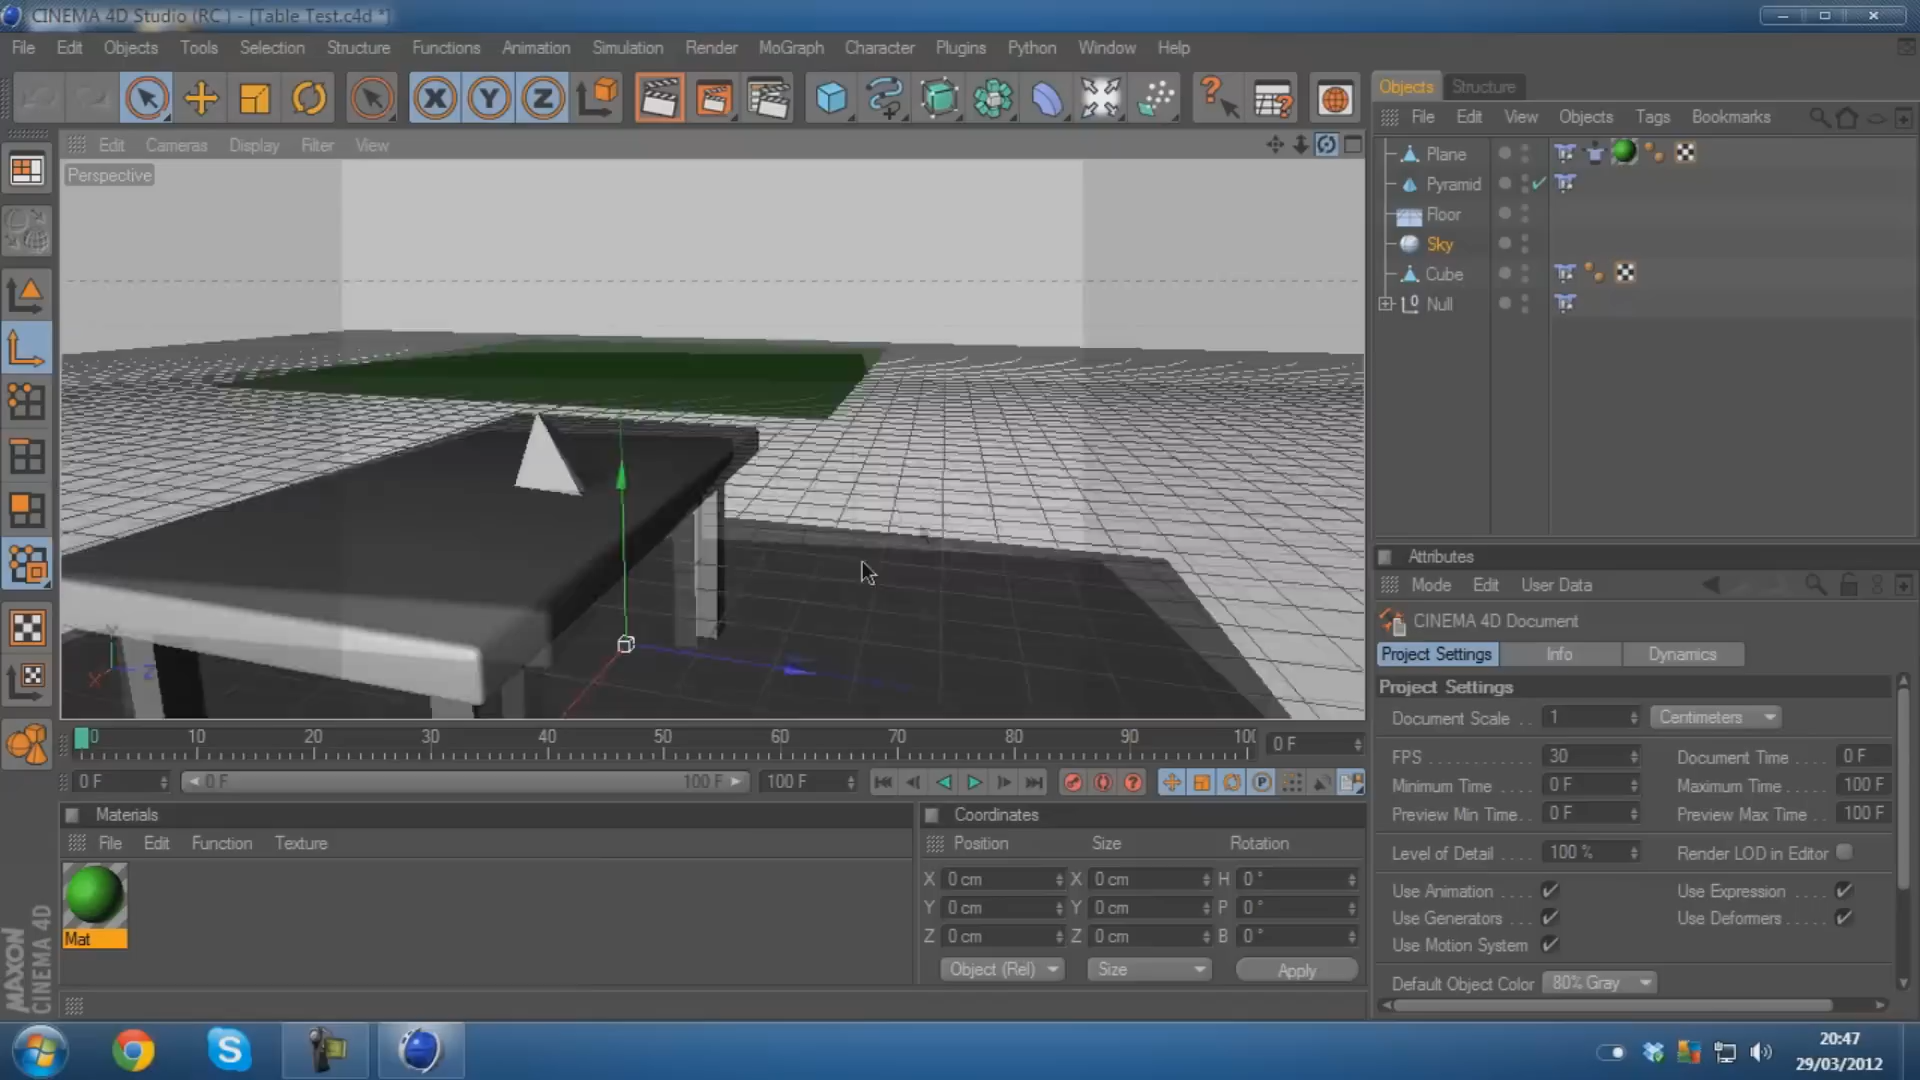 CINEMA 4D Studio (RC ) - [Table Test.c4d *]
File Edit Objects Tools Selection Structure Functions Animation Simulation Render MoGraph Character Plugins Python Window Help
X Y Z
Objects Structure
File Edit View Objects Tags Bookmarks
Edit Cameras Display Filter View
Perspective
Plane
Pyramid
Floor
Sky
Cube
Null
Y
X
Z
Attributes
Mode Edit User Data
CINEMA 4D Document
Project Settings Info Dynamics
Project Settings
Document Scale . . 1 Centimeters
FPS 30 Document Time 0 F
Minimum Time 0 F Maximum Time 100 F
Preview Min Time. . 0 F Preview Max Time 100 F
Level of Detail 100 % Render LOD in Editor
Use Animation Use Expression
Use Generators Use Deformers
Use Motion System
Default Object Color 80% Gray
0 10 20 30 40 50 60 70 80 90 100 0 F
0 F 0 F 100 F 100 F
Materials
File Edit Function Texture
Mat
Coordinates
Position Size Rotation
X 0 cm X 0 cm H 0 °
Y 0 cm Y 0 cm P 0 °
Z 0 cm Z 0 cm B 0 °
Object (Rel) Size Apply
MAXON
CINEMA 4D
20:47
29/03/2012